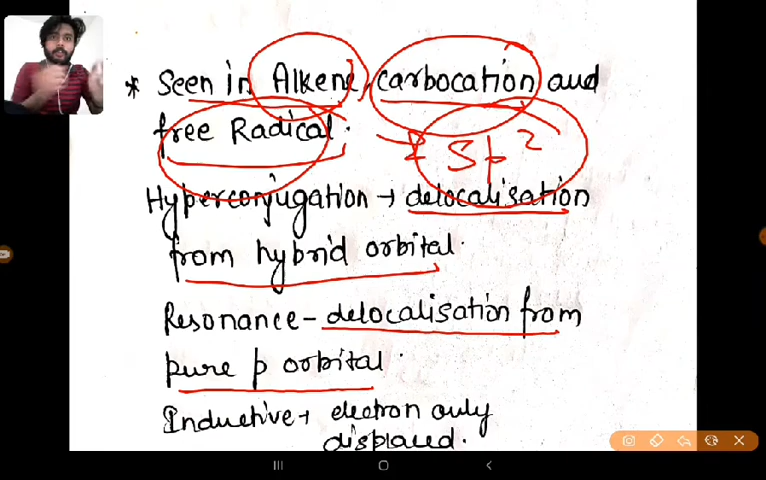 * Seen in Alkene, carbocation and
free Radical.
→ sp²
Hyperconjugation → delocalisation
from hybrid orbital.
Resonance - delocalisation from
pure p orbital.
Inductive → electron only
displaced.